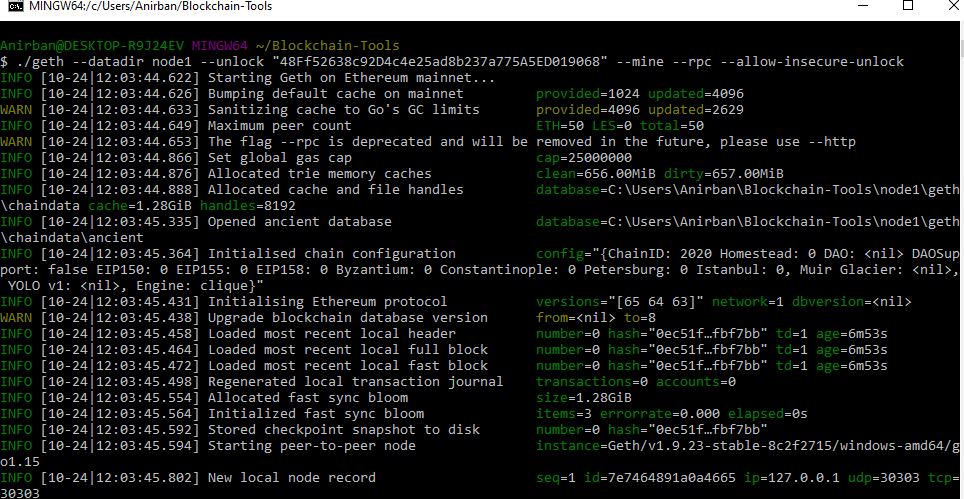 MINGW64:/c/Users/Anirban/Blockchain-Tools
Anirban@DESKTOP-R9J24EV MINGW64 ~/Blockchain-Tools
$ ./geth --datadir node1 --unlock "48Ff52638c92D4c4e25ad8b237a775A5ED019068" --mine --rpc --allow-insecure-unlock
INFO [10-24|12:03:44.622] Starting Geth on Ethereum mainnet...
INFO [10-24|12:03:44.626] Bumping default cache on mainnet provided=1024 updated=4096
WARN [10-24|12:03:44.633] Sanitizing cache to Go's GC limits provided=4096 updated=2629
INFO [10-24|12:03:44.649] Maximum peer count ETH=50 LES=0 total=50
WARN [10-24|12:03:44.653] The flag --rpc is deprecated and will be removed in the future, please use --http
INFO [10-24|12:03:44.866] Set global gas cap cap=25000000
INFO [10-24|12:03:44.876] Allocated trie memory caches clean=656.00MiB dirty=657.00MiB
INFO [10-24|12:03:44.888] Allocated cache and file handles database=C:\Users\Anirban\Blockchain-Tools\node1\geth
\chaindata cache=1.28GiB handles=8192
INFO [10-24|12:03:45.335] Opened ancient database database=C:\Users\Anirban\Blockchain-Tools\node1\geth
\chaindata\ancient
INFO [10-24|12:03:45.364] Initialised chain configuration config="{ChainID: 2020 Homestead: 0 DAO: <nil> DAOSup
port: false EIP150: 0 EIP155: 0 EIP158: 0 Byzantium: 0 Constantinople: 0 Petersburg: 0 Istanbul: 0, Muir Glacier: <nil>,
YOLO v1: <nil>, Engine: clique}"
INFO [10-24|12:03:45.431] Initialising Ethereum protocol versions="[65 64 63]" network=1 dbversion=<nil>
WARN [10-24|12:03:45.438] Upgrade blockchain database version from=<nil> to=8
INFO [10-24|12:03:45.458] Loaded most recent local header number=0 hash="0ec51f…fbf7bb" td=1 age=6m53s
INFO [10-24|12:03:45.464] Loaded most recent local full block number=0 hash="0ec51f…fbf7bb" td=1 age=6m53s
INFO [10-24|12:03:45.472] Loaded most recent local fast block number=0 hash="0ec51f…fbf7bb" td=1 age=6m53s
INFO [10-24|12:03:45.498] Regenerated local transaction journal transactions=0 accounts=0
INFO [10-24|12:03:45.554] Allocated fast sync bloom size=1.28GiB
INFO [10-24|12:03:45.564] Initialized fast sync bloom items=3 errorrate=0.000 elapsed=0s
INFO [10-24|12:03:45.592] Stored checkpoint snapshot to disk number=0 hash="0ec51f…fbf7bb"
INFO [10-24|12:03:45.594] Starting peer-to-peer node instance=Geth/v1.9.23-stable-8c2f2715/windows-amd64/g
o1.15
INFO [10-24|12:03:45.802] New local node record seq=1 id=7e7464891a0a4665 ip=127.0.0.1 udp=30303 tcp=
30303